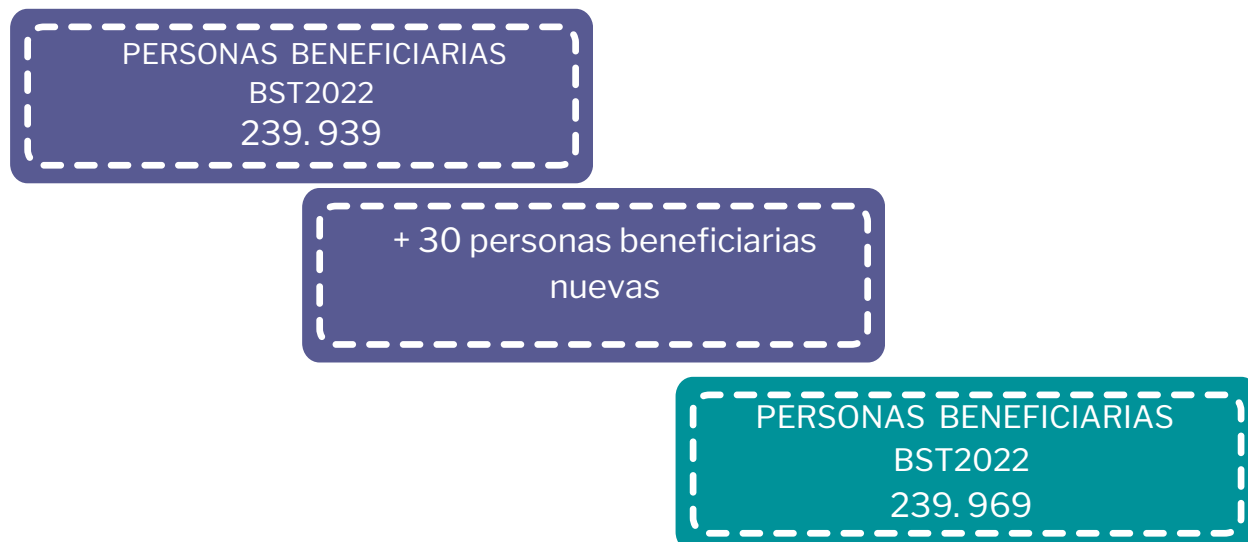 PERSONAS BENEFICIARIAS
BST2022
239. 939
+ 30 personas beneficiarias
nuevas
PERSONAS BENEFICIARIAS
BST2022
239. 969